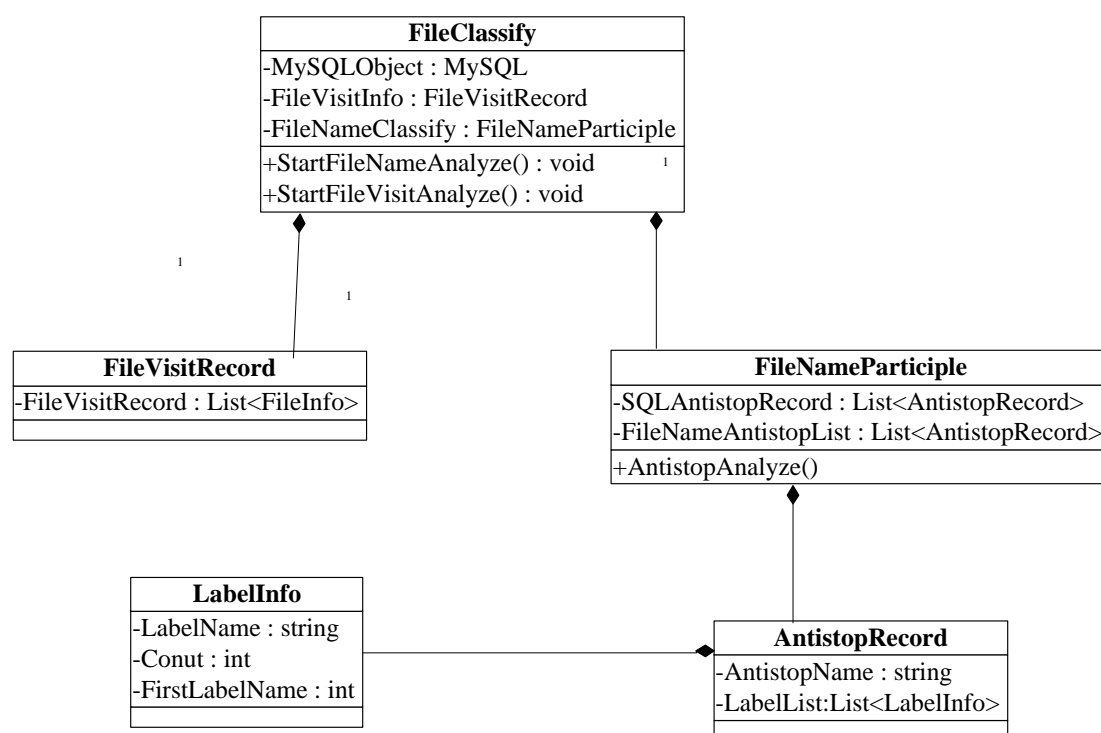 FileClassify
-MySQLObject : MySQL
-FileVisitInfo : FileVisitRecord
-FileNameClassify : FileNameParticiple
+StartFileNameAnalyze() : void
1
+StartFileVisitAnalyze() : void
1
1
FileVisitRecord
-FileVisitRecord : List<FileInfo>
FileNameParticiple
-SQLAntistopRecord : List<AntistopRecord>
-FileNameAntistopList : List<AntistopRecord>
+AntistopAnalyze()
LabelInfo
-LabelName : string
-Conut : int
-FirstLabelName : int
AntistopRecord
-AntistopName : string
-LabelList:List<LabelInfo>